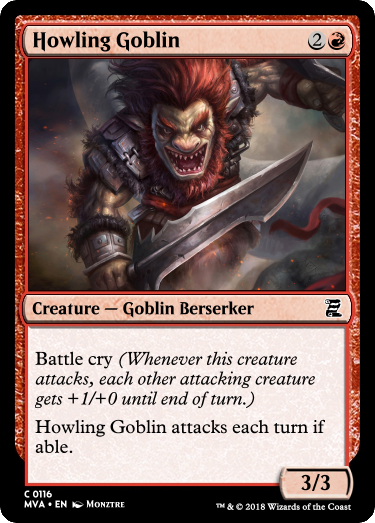 Howling Goblin 2
Creature — Goblin Berserker
Battle cry (Whenever this creature
attacks, each other attacking creature
gets +1/+0 until end of turn.)
Howling Goblin attacks each turn if
able.
3/3
C 0116
MVA • EN Monztre
™ & © 2018 Wizards of the Coast